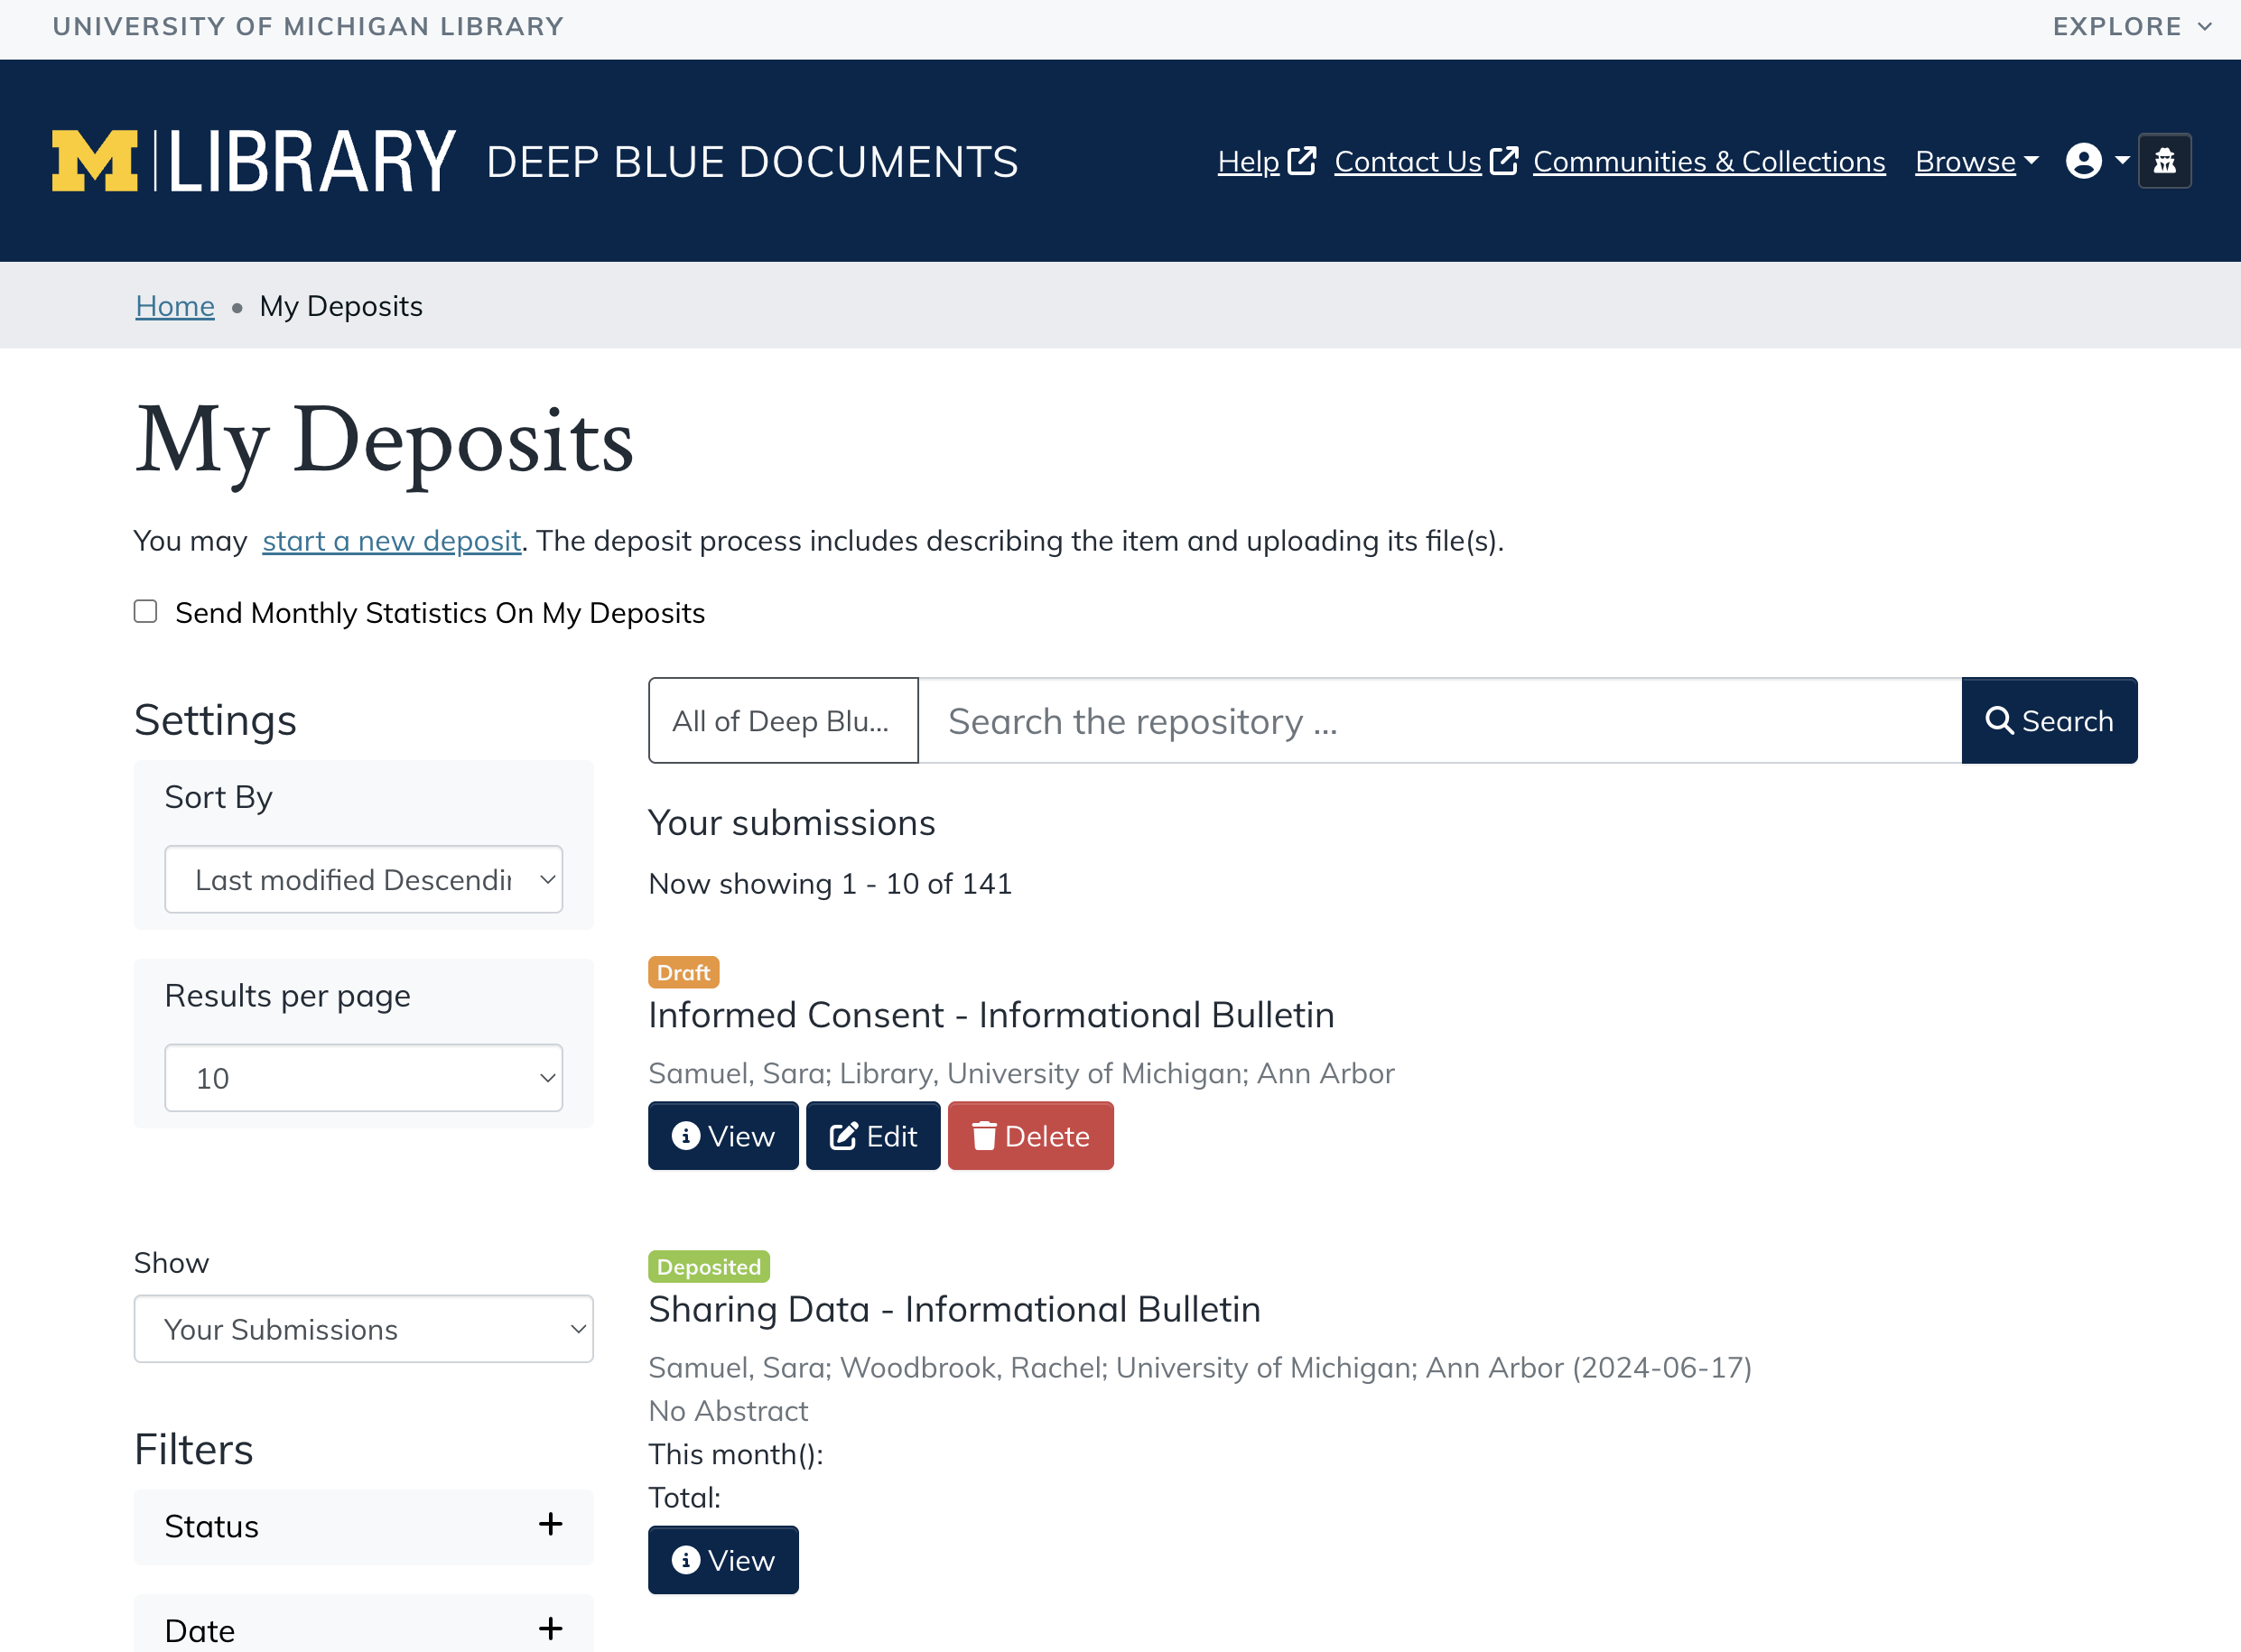 UNIVERSITY OF MICHIGAN LIBRARY
EXPLORE
M LIBRARY DEEP BLUE DOCUMENTS
Help Contact Us Communities & Collections Browse
Home • My Deposits
My Deposits
You may start a new deposit. The deposit process includes describing the item and uploading its file(s).
Send Monthly Statistics On My Deposits
Settings
Sort By
Last modified Descendin
Results per page
10
Show
Your Submissions
Filters
Status
Date
All of Deep Blu...
Search the repository ...
Search
Your submissions
Now showing 1 - 10 of 141
Draft
Informed Consent - Informational Bulletin
Samuel, Sara; Library, University of Michigan; Ann Arbor
View Edit Delete
Deposited
Sharing Data - Informational Bulletin
Samuel, Sara; Woodbrook, Rachel; University of Michigan; Ann Arbor (2024-06-17)
No Abstract
This month():
Total:
View